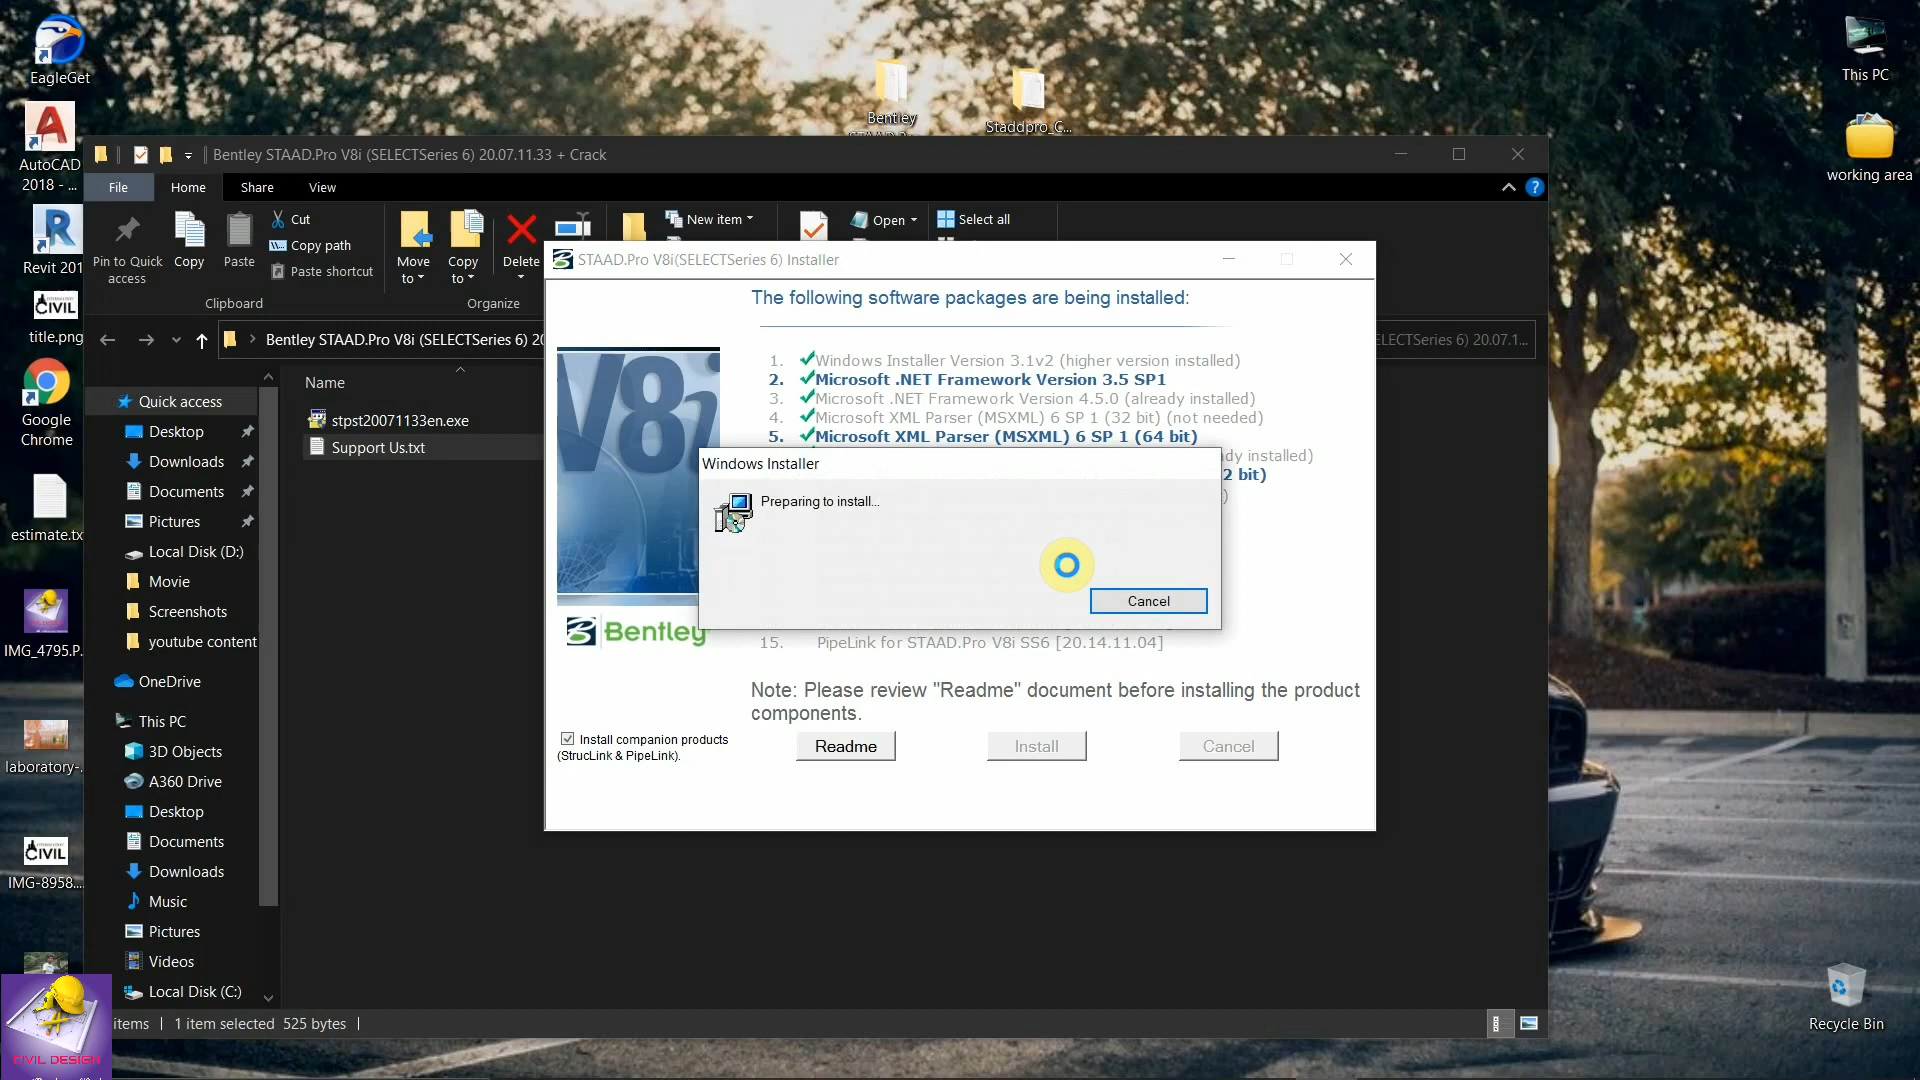 EagleGet
AutoCAD
2018 - ...
Revit 201
title.png
Google
Chrome
estimate.tx
IMG_4795.P...
laboratory-...
IMG-8958....
CIVIL
CIVIL
CIVIL DESIGN
Bentley
Staddpro_C...
This PC
working area
Recycle Bin
Bentley STAAD.Pro V8i (SELECTSeries 6) 20.07.11.33 + Crack
File
Home
Share
View
Pin to Quick
access
Copy
Paste
Cut
Copy path
Paste shortcut
Clipboard
Move
to
Copy
to
Delete
Organize
New item
Open
Select all
Bentley STAAD.Pro V8i (SELECTSeries 6) 20
ELECTSeries 6) 20.07.1...
Name
stpst20071133en.exe
Support Us.txt
Quick access
Desktop
Downloads
Documents
Pictures
Local Disk (D:)
Movie
Screenshots
youtube content
OneDrive
This PC
3D Objects
A360 Drive
Desktop
Documents
Downloads
Music
Pictures
Videos
Local Disk (C:)
items
1 item selected 525 bytes
STAAD.Pro V8i(SELECTSeries 6) Installer
The following software packages are being installed:
1. Windows Installer Version 3.1v2 (higher version installed)
2. Microsoft .NET Framework Version 3.5 SP1
3. Microsoft .NET Framework Version 4.5.0 (already installed)
4. Microsoft XML Parser (MSXML) 6 SP 1 (32 bit) (not needed)
5. Microsoft XML Parser (MSXML) 6 SP 1 (64 bit)
dy installed)
2 bit)
)
15. PipeLink for STAAD.Pro V8i SS6 [20.14.11.04]
V8i
Bentley
Windows Installer
Preparing to install...
Cancel
Note: Please review "Readme" document before installing the product
components.
Install companion products
(StrucLink & PipeLink).
Readme
Install
Cancel